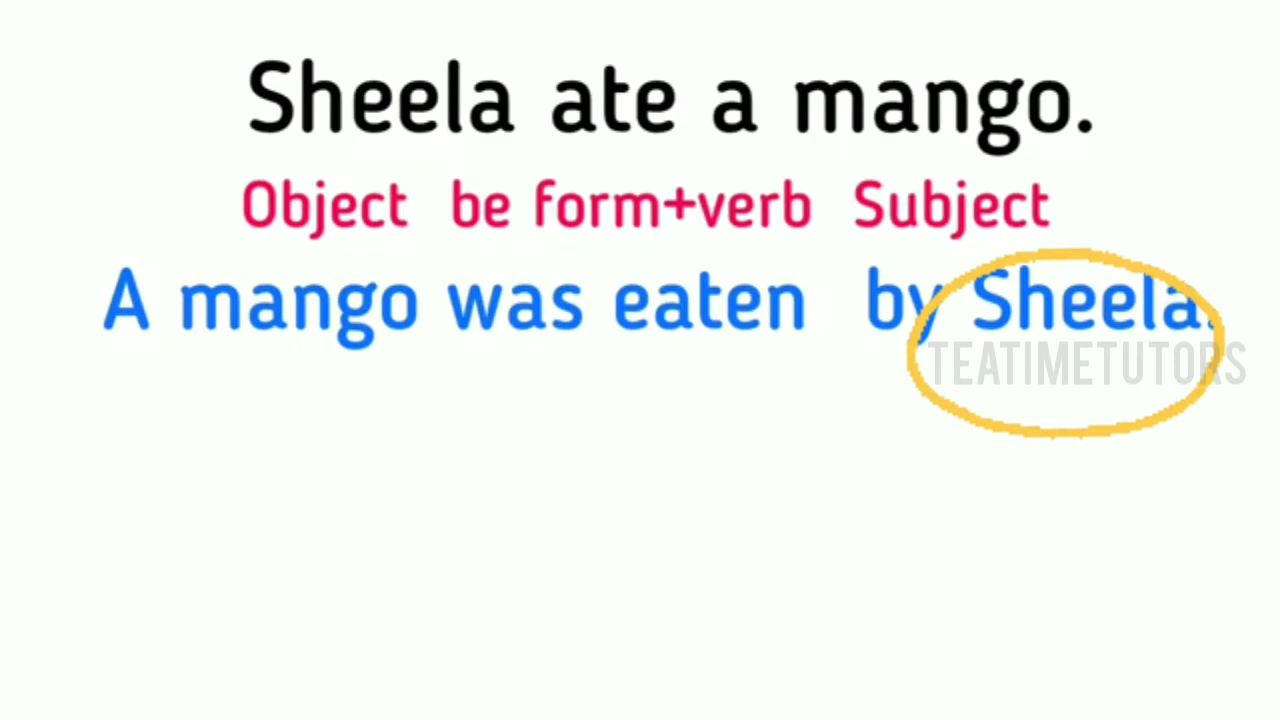 Sheela ate a mango.
Object be form+verb Subject
A mango was eaten by Sheela.
TEATIMETUTORS